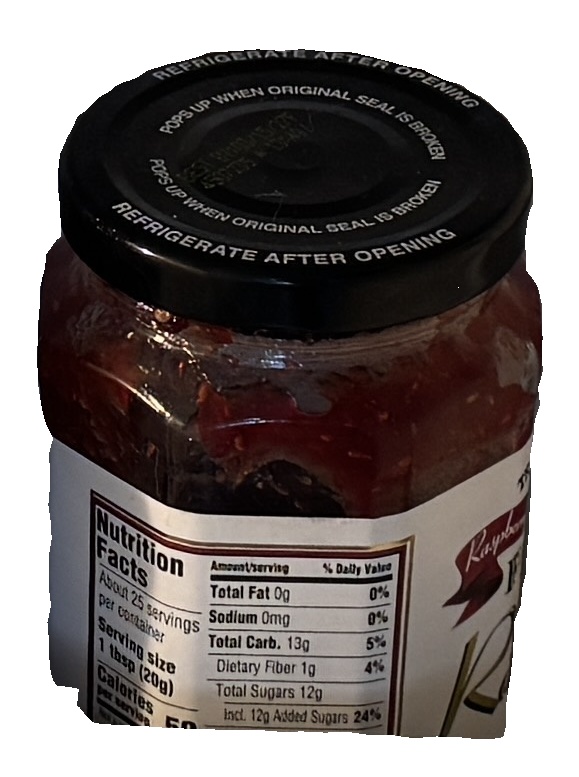 REFRIGERATE AFTER OPENING
POPS UP WHEN ORIGINAL SEAL IS BROKEN
POPS UP WHEN ORIGINAL SEAL IS BROKEN
REFRIGERATE AFTER OPENING
Nutrition
Facts
About 25 servings
per container
Serving size
1 tbsp (20g)
Calories
per serving
Amount/serving % Daily Value
Total Fat 0g 0%
Sodium 0mg 0%
Total Carb. 13g 5%
Dietary Fiber 1g 4%
Total Sugars 12g
Incl. 12g Added Sugars 24%